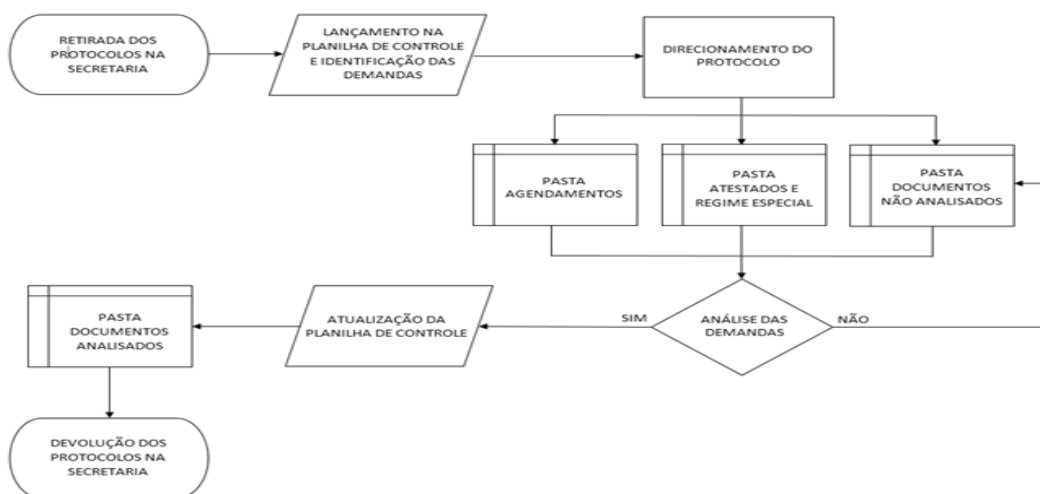 RETIRADA DOS
PROTOCOLOS NA
SECRETARIA
LANÇAMENTO NA
PLANILHA DE CONTROLE
E IDENTIFICAÇÃO DAS
DEMANDAS
DIRECIONAMENTO DO
PROTOCOLO
PASTA
AGENDAMENTOS
PASTA
ATESTADOS E
REGIME ESPECIAL
PASTA
DOCUMENTOS
NÃO ANALISADOS
ANÁLISE DAS
DEMANDAS
SIM
NÃO
ATUALIZAÇÃO DA
PLANILHA DE CONTROLE
PASTA
DOCUMENTOS
ANALISADOS
DEVOLUÇÃO DOS
PROTOCOLOS NA
SECRETARIA